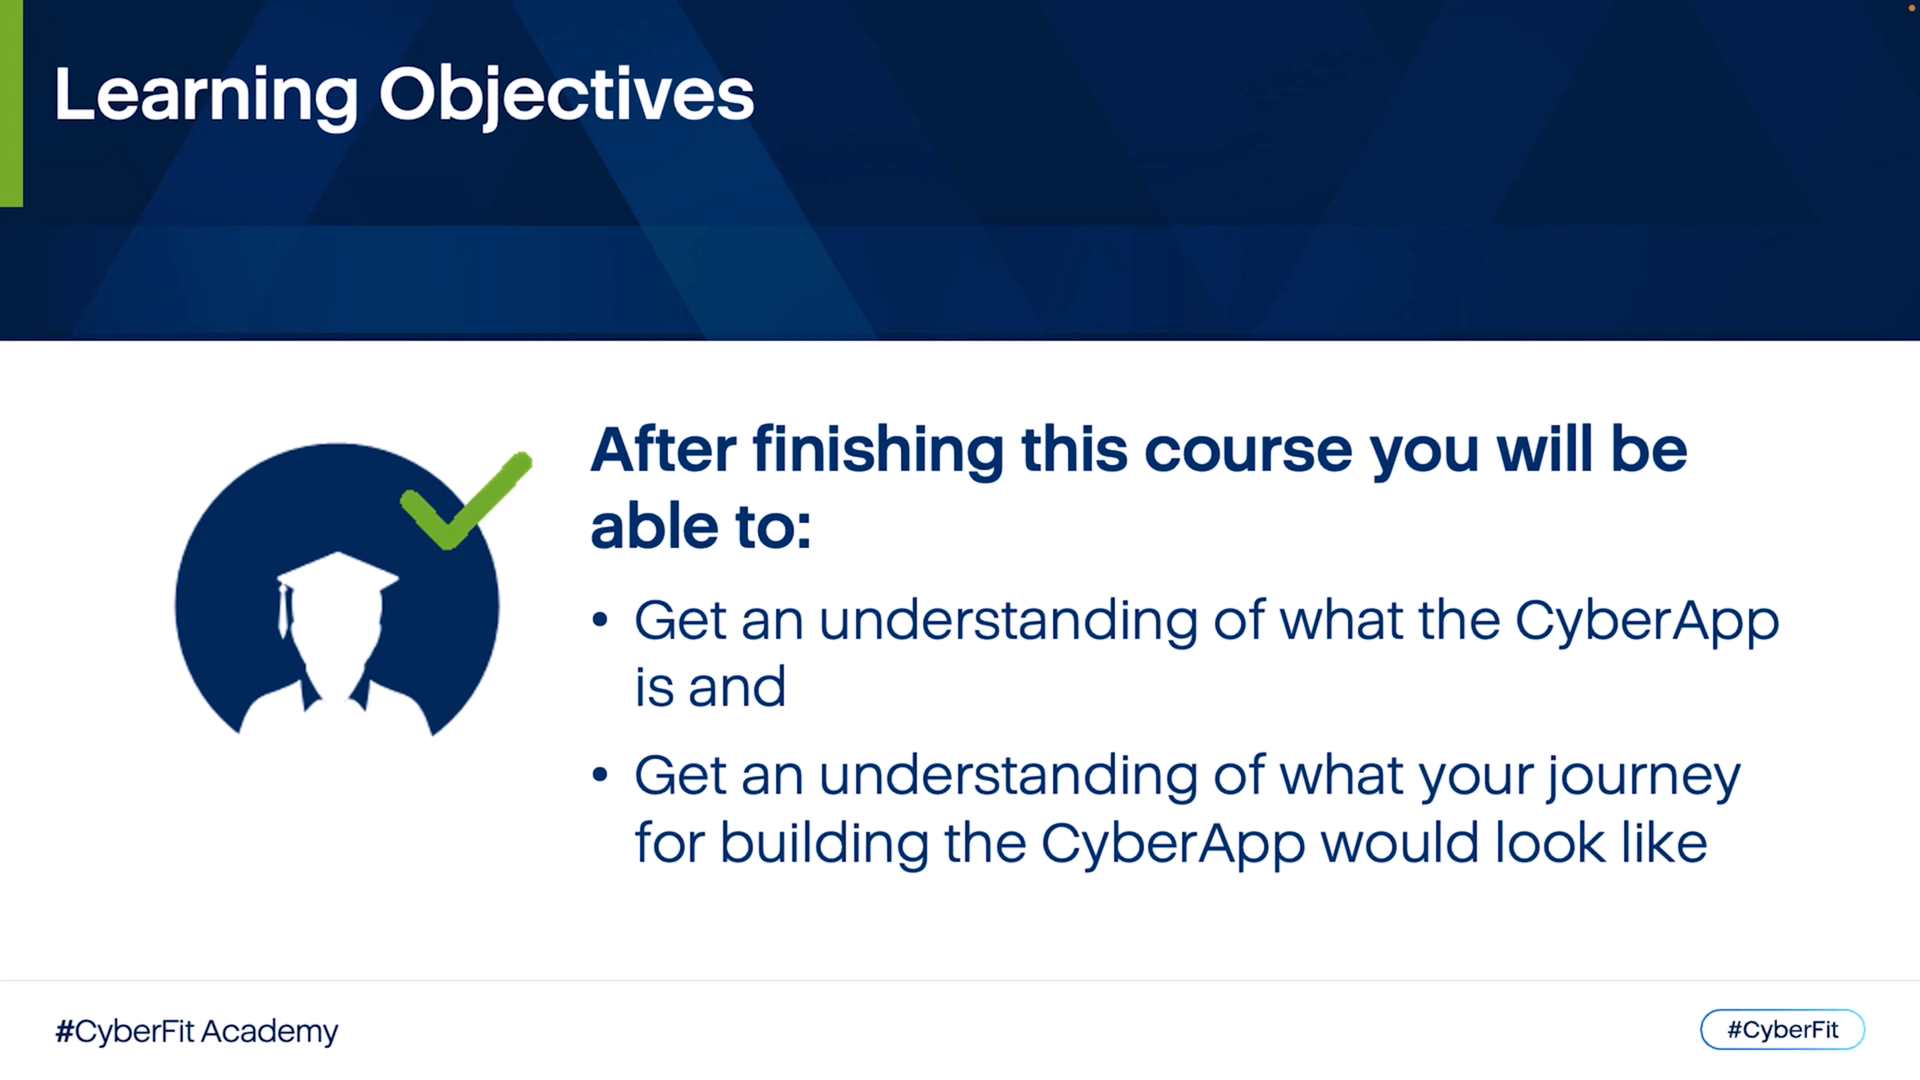 Learning Objectives
After finishing this course you will be
able to:
• Get an understanding of what the CyberApp
is and
• Get an understanding of what your journey
for building the CyberApp would look like
#CyberFit Academy
#CyberFit